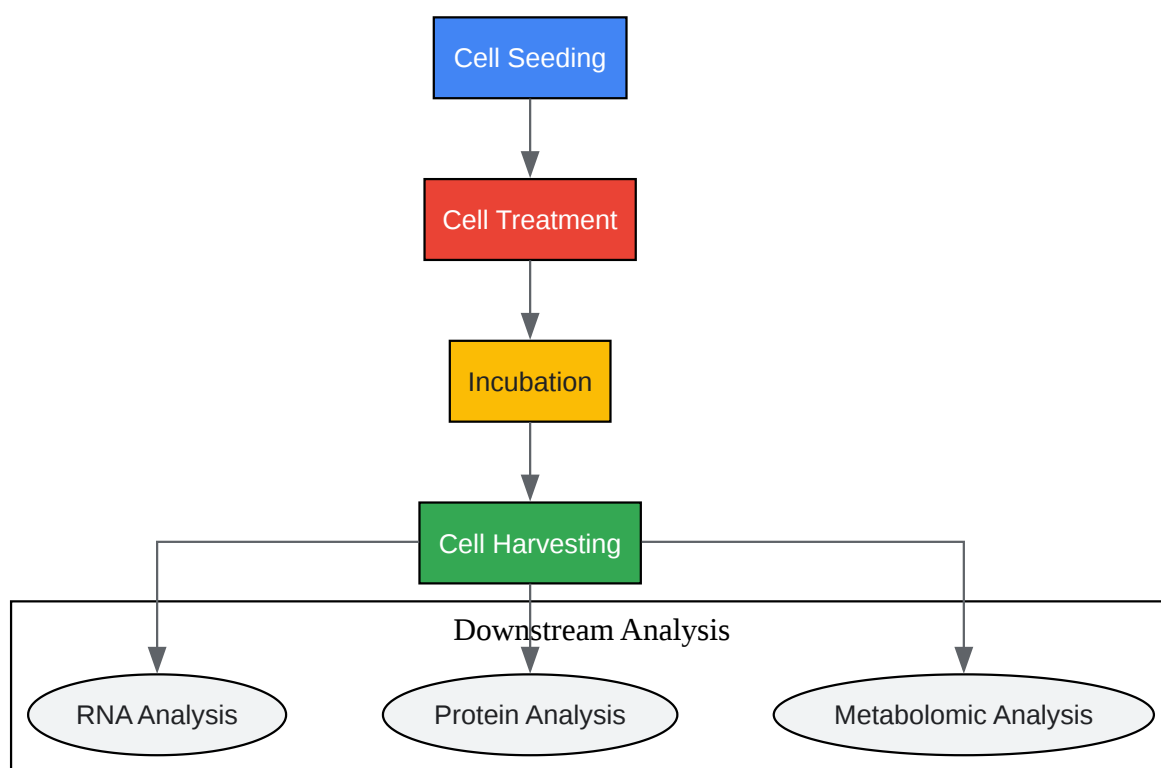 Cell Seeding
Cell Treatment
Incubation
Cell Harvesting
Downstream Analysis
RNA Analysis
Protein Analysis
Metabolomic Analysis